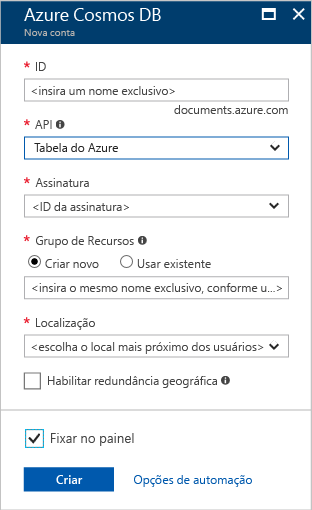 Azure Cosmos DB
Nova conta
* ID
<insira um nome exclusivo>
documents.azure.com
* API
Tabela do Azure
* Assinatura
<ID da assinatura>
* Grupo de Recursos
Criar novo Usar existente
<insira o mesmo nome exclusivo, conforme u...>
* Localização
<escolha o local mais próximo dos usuários>
Habilitar redundância geográfica
Fixar no painel
Criar Opções de automação